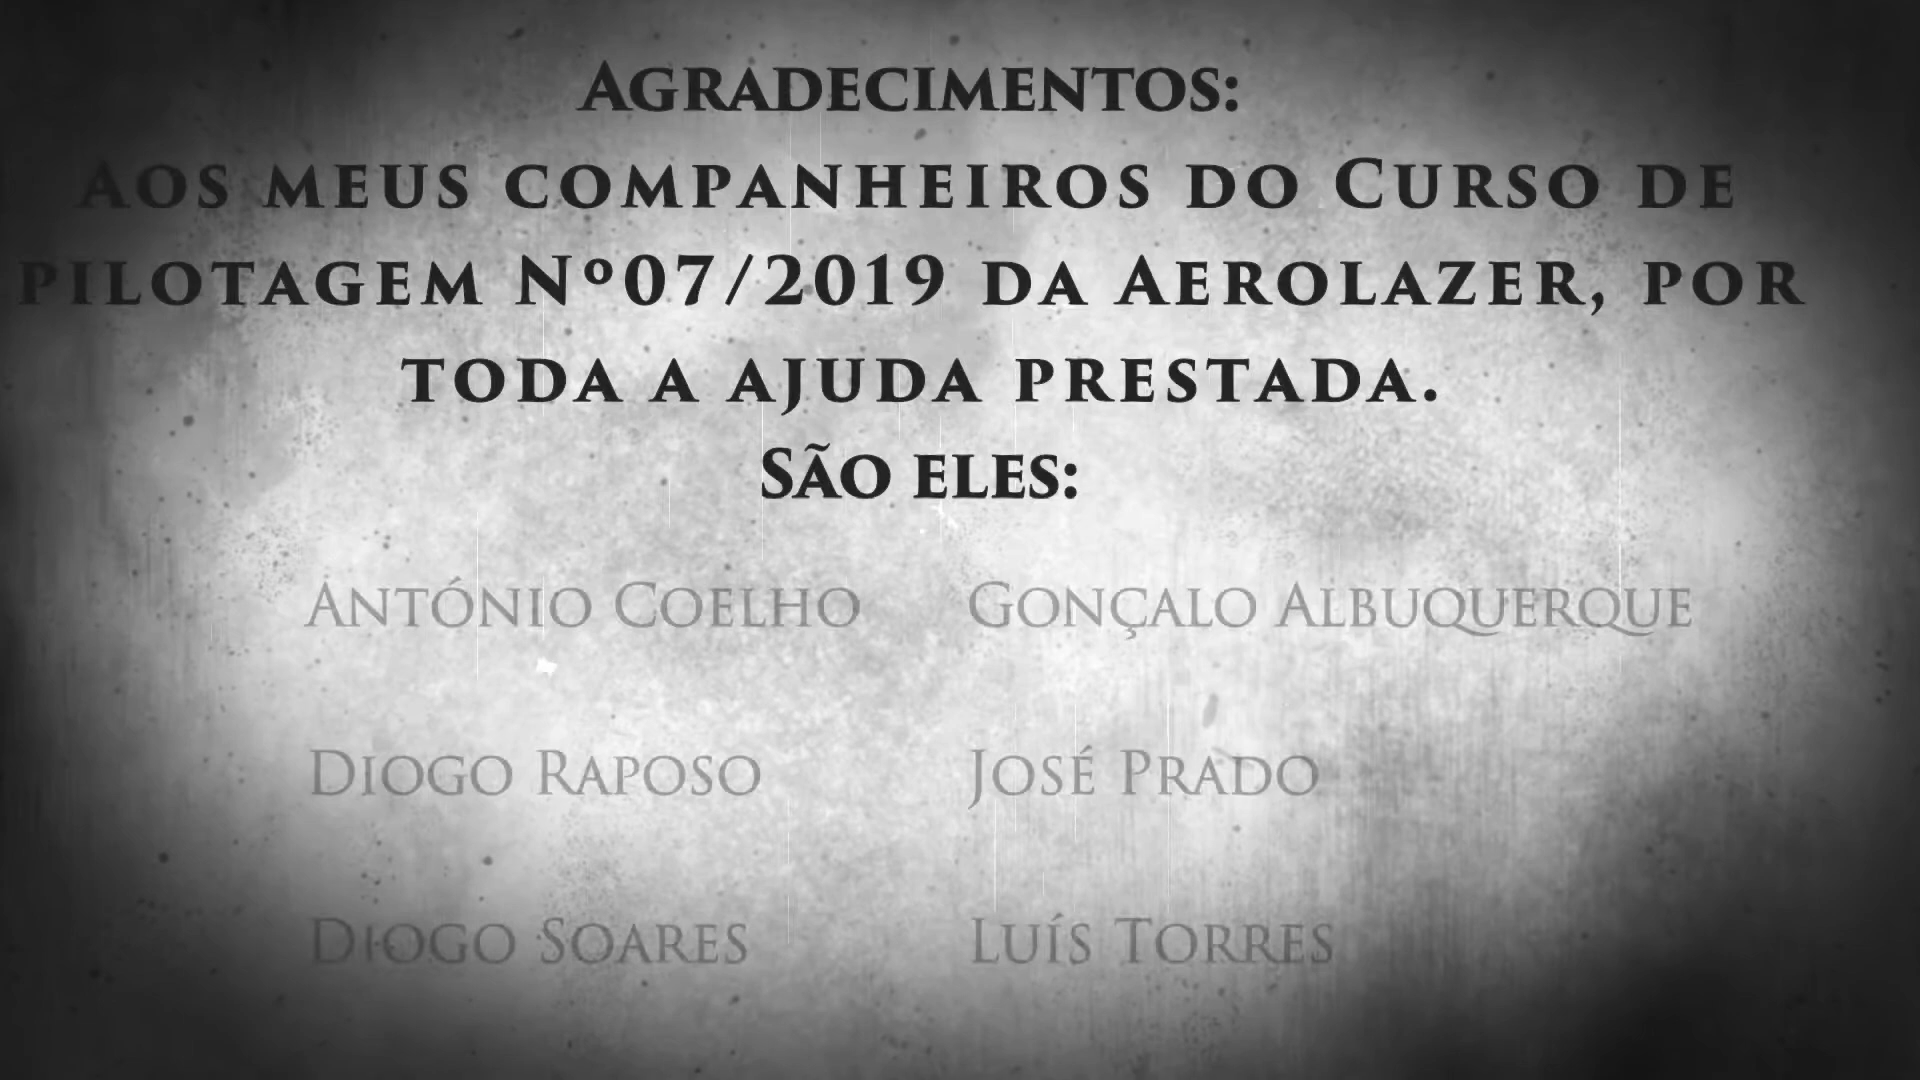 Agradecimentos:
Aos meus companheiros do Curso de
pilotagem Nº07/2019 da Aerolazer, por
toda a ajuda prestada.
São eles:
António Coelho Gonçalo Albuquerque
Diogo Raposo José Prado
Diogo Soares Luís Torres